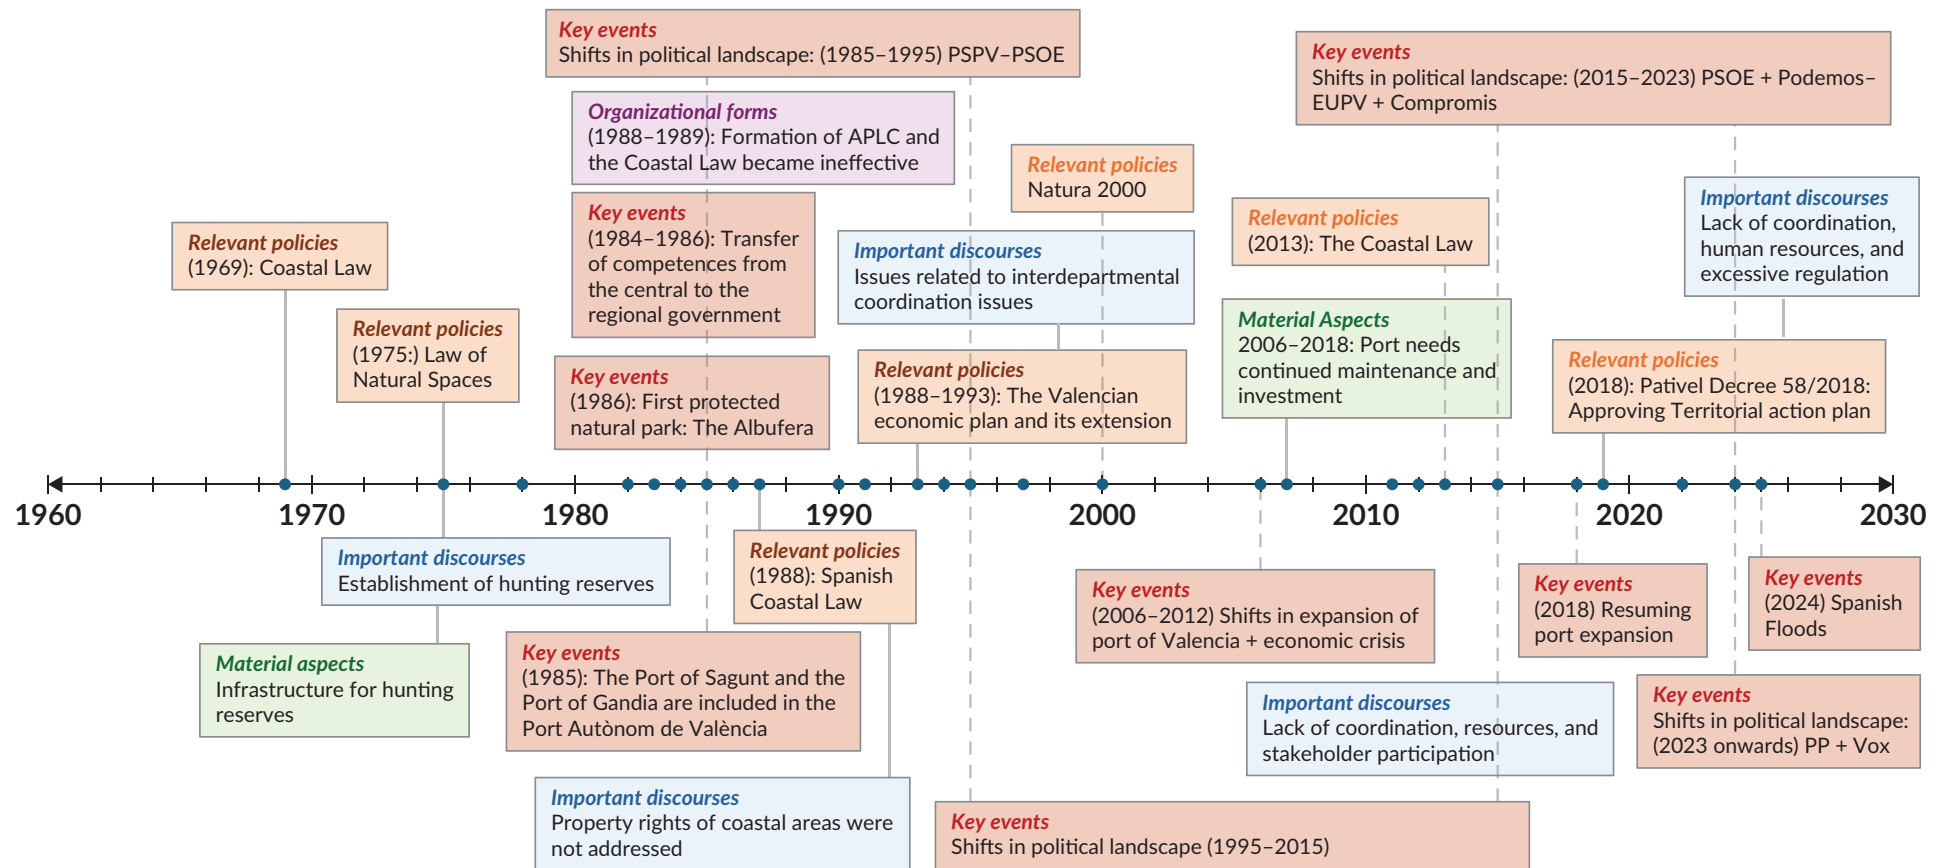 Key events
Shifts in political landscape: (1985–1995) PSPV–PSOE
Key events
Shifts in political landscape: (2015–2023) PSOE + Podemos–
EUPV + Compromis
Organizational forms
(1988–1989): Formation of APLC and
the Coastal Law became ineffective
Relevant policies
Natura 2000
Important discourses
Lack of coordination,
human resources, and
excessive regulation
Key events
(1984–1986): Transfer
of competences from
the central to the
regional government
Relevant policies
(2013): The Coastal Law
Relevant policies
(1969): Coastal Law
Important discourses
Issues related to interdepartmental
coordination issues
Relevant policies
(1975:) Law of
Natural Spaces
Material Aspects
2006–2018: Port needs
continued maintenance and
investment
Key events
(1986): First protected
natural park: The Albufera
Relevant policies
(1988–1993): The Valencian
economic plan and its extension
Relevant policies
(2018): Pativel Decree 58/2018:
Approving Territorial action plan
1960 1970 1980 1990 2000 2010 2020 2030
Important discourses
Establishment of hunting reserves
Relevant policies
(1988): Spanish
Coastal Law
Key events
(2006–2012) Shifts in expansion of
port of Valencia + economic crisis
Key events
(2018) Resuming
port expansion
Key events
(2024) Spanish
Floods
Material aspects
Infrastructure for hunting
reserves
Key events
(1985): The Port of Sagunt and the
Port of Gandia are included in the
Port Autònom de València
Important discourses
Lack of coordination, resources, and
stakeholder participation
Key events
Shifts in political landscape:
(2023 onwards) PP + Vox
Important discourses
Property rights of coastal areas were
not addressed
Key events
Shifts in political landscape (1995–2015)